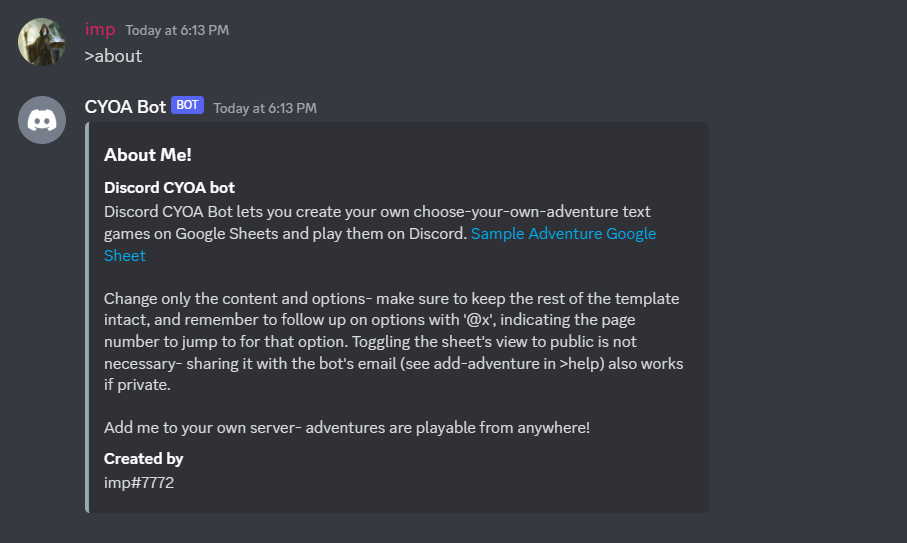 imp Today at 6:13 PM
>about
CYOA Bot BOT Today at 6:13 PM
About Me!
Discord CYOA bot
Discord CYOA Bot lets you create your own choose-your-own-adventure text
games on Google Sheets and play them on Discord. Sample Adventure Google
Sheet
Change only the content and options- make sure to keep the rest of the template
intact, and remember to follow up on options with '@x', indicating the page
number to jump to for that option. Toggling the sheet's view to public is not
necessary- sharing it with the bot's email (see add-adventure in >help) also works
if private.
Add me to your own server- adventures are playable from anywhere!
Created by
imp#7772